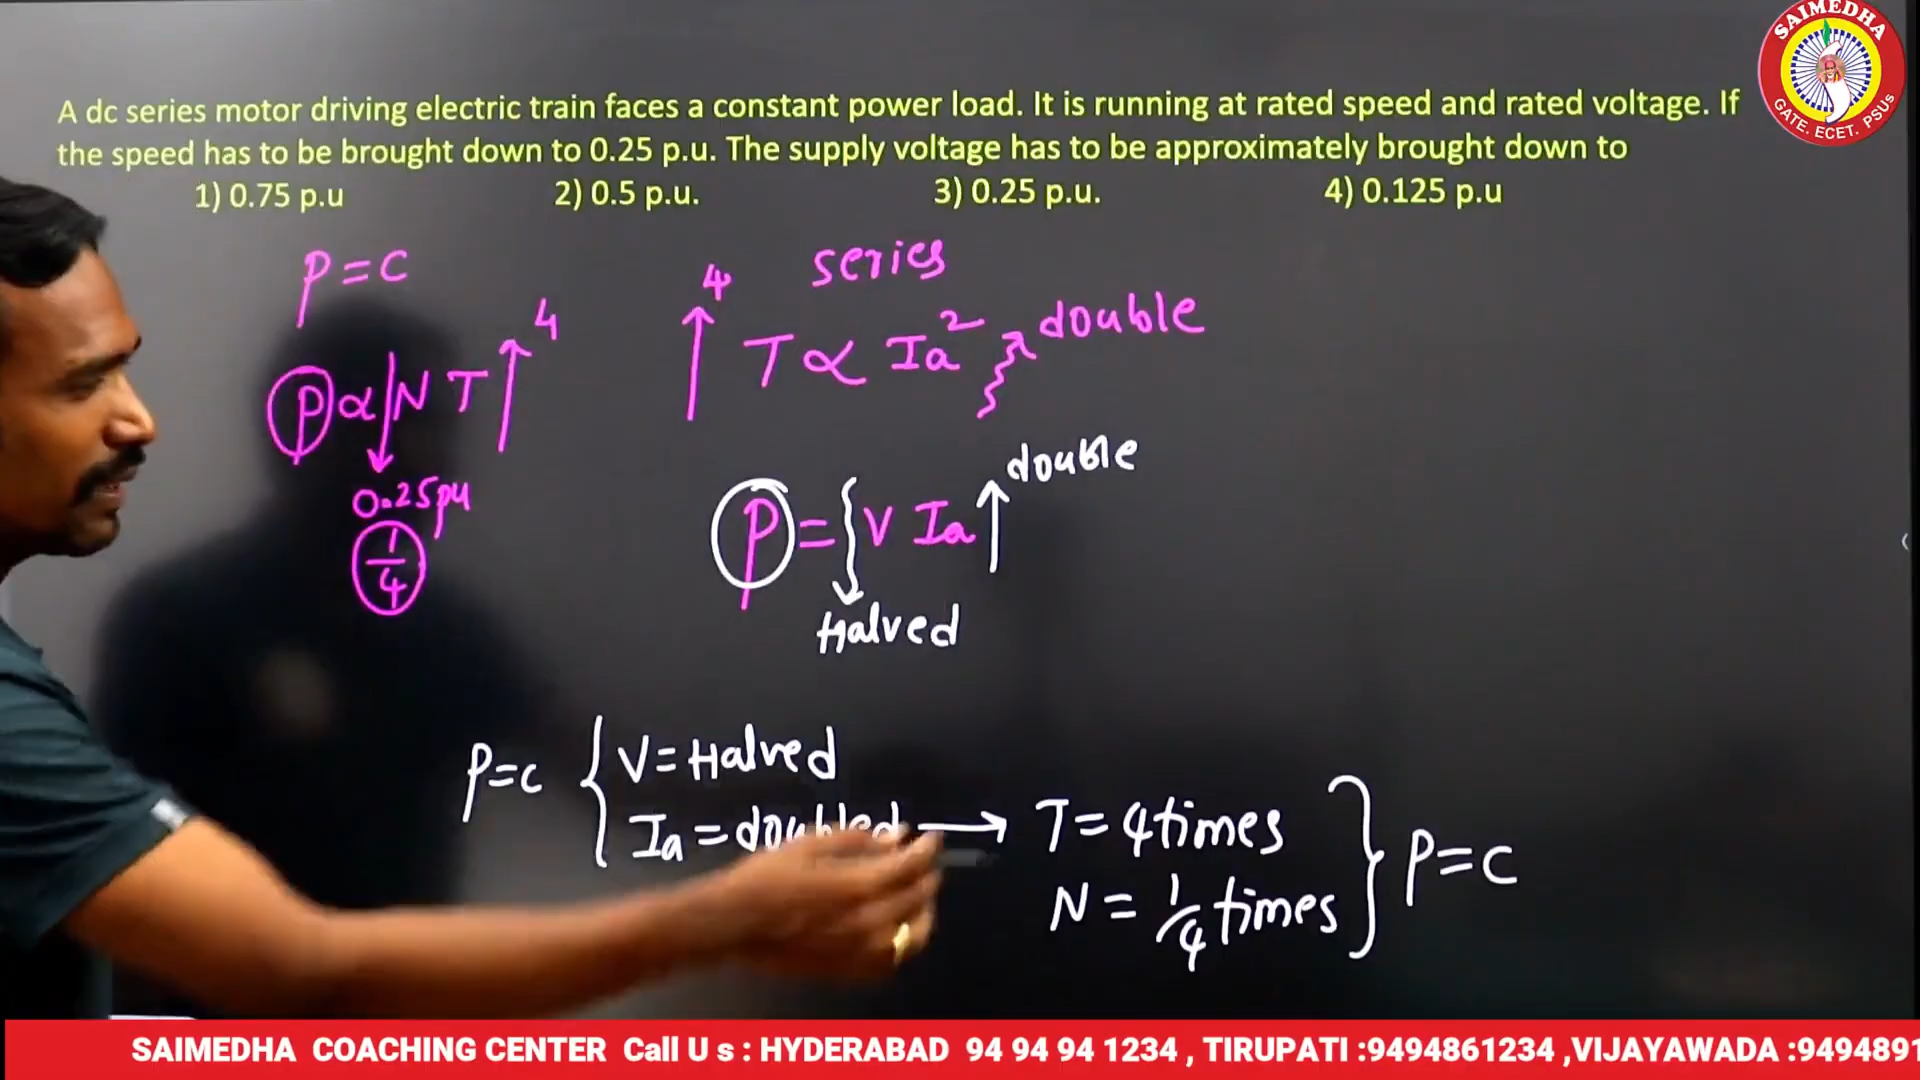 SAIMEDHA
GATE. ECET. PSUs
A dc series motor driving electric train faces a constant power load. It is running at rated speed and rated voltage. If
the speed has to be brought down to 0.25 p.u. The supply voltage has to be approximately brought down to
1) 0.75 p.u 2) 0.5 p.u. 3) 0.25 p.u. 4) 0.125 p.u
P = C
P ∝ N T 4
0.25pu
1/4
series
4 T ∝ Ia² double
P = V Ia double
Halved
P=C { V = Halved
Ia = doubled → T = 4 times
N = 1/4 times } P = C
SAIMEDHA COACHING CENTER Call U s : HYDERABAD 94 94 94 1234 , TIRUPATI :9494861234 ,VIJAYAWADA :9494891